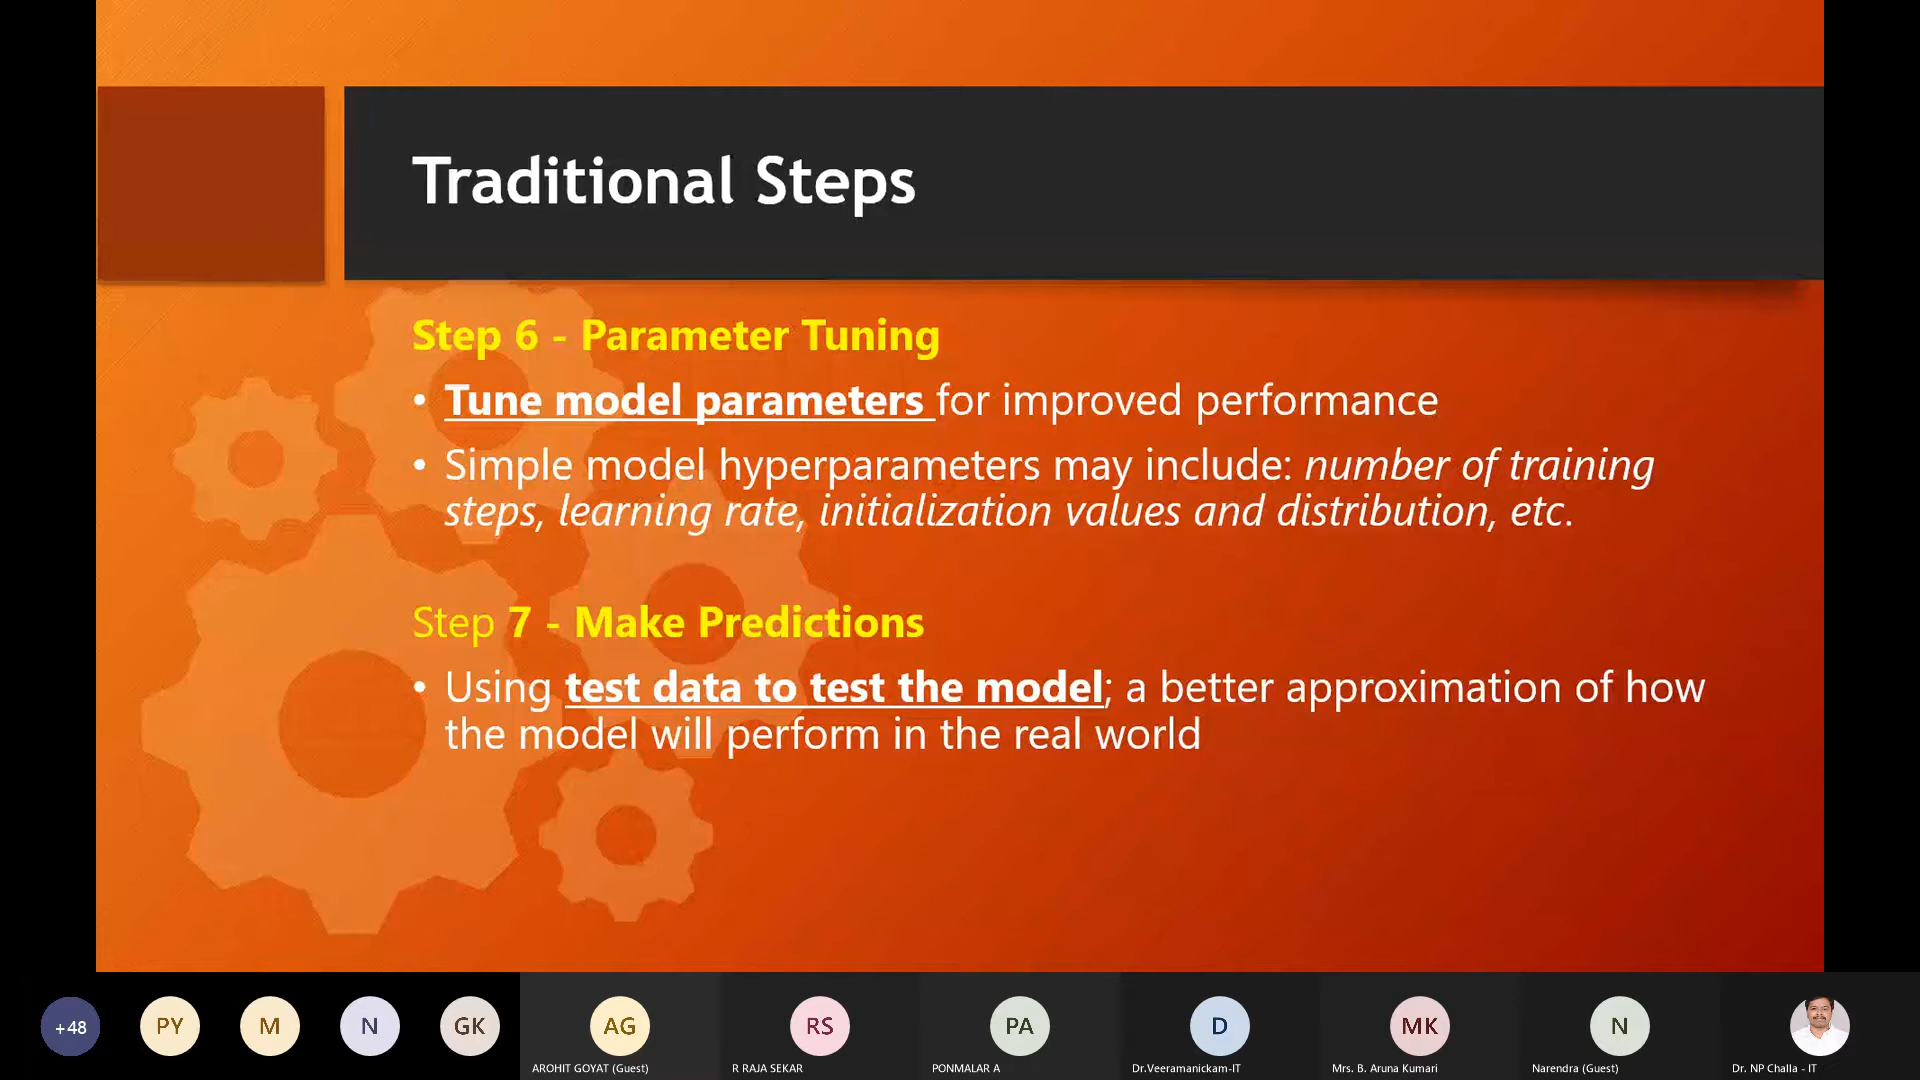 Traditional Steps
Step 6 - Parameter Tuning
• Tune model parameters for improved performance
• Simple model hyperparameters may include: number of training
steps, learning rate, initialization values and distribution, etc.
Step 7 - Make Predictions
• Using test data to test the model; a better approximation of how
the model will perform in the real world
+48
PY
M
N
GK
AG
RS
PA
D
MK
N
AROHIT GOYAT (Guest)
R RAJA SEKAR
PONMALAR A
Dr.Veeramanickam-IT
Mrs. B. Aruna Kumari
Narendra (Guest)
Dr. NP Challa - IT